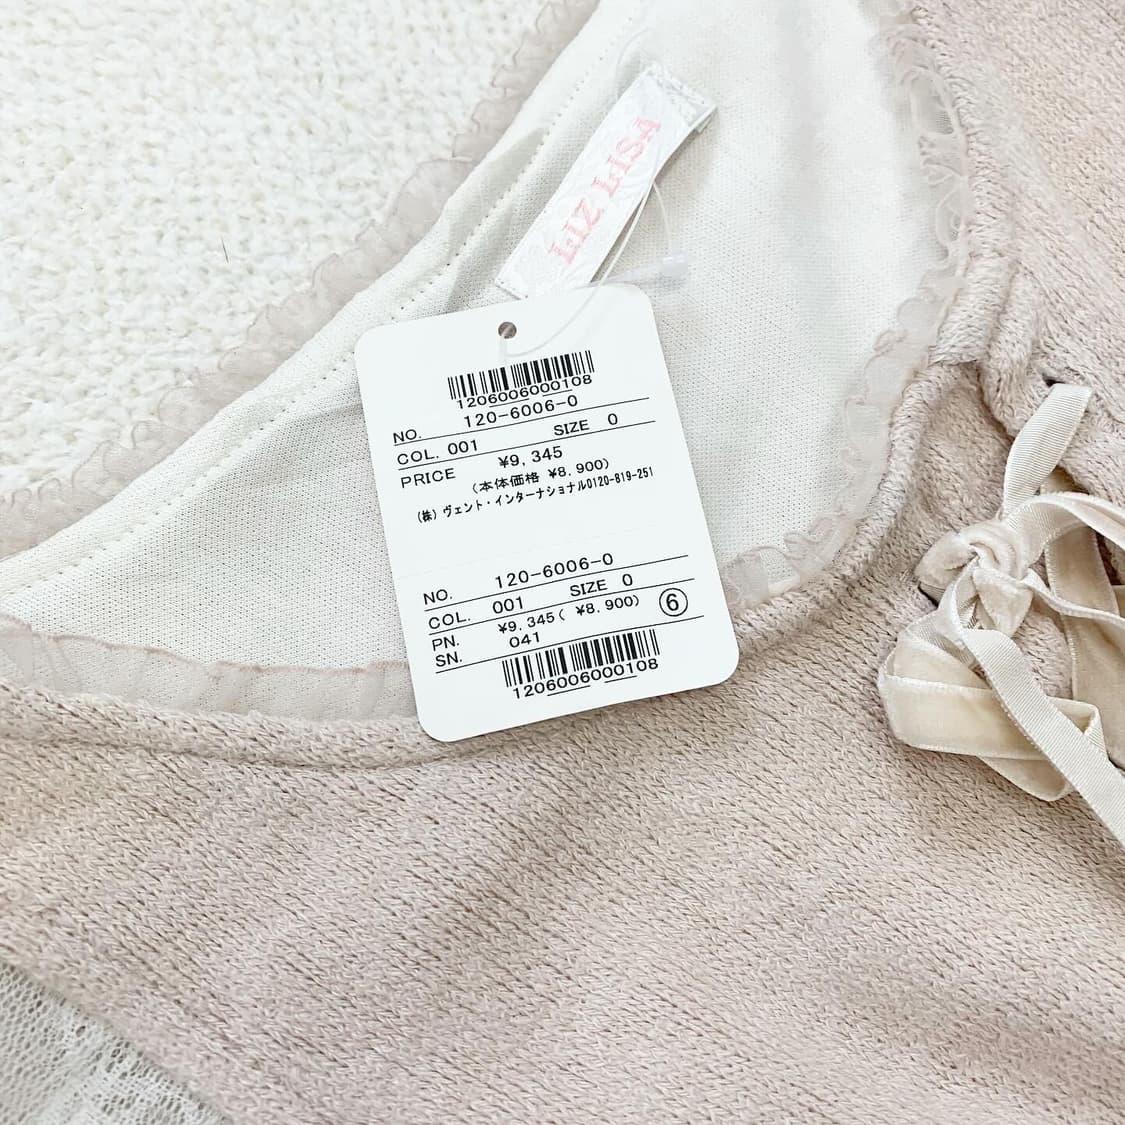 LIZ LISA
1206006000108
NO. 120-6006-0
COL. 001 SIZE 0
PRICE ¥9,345
(本体価格 ¥8,900)
(株) ヴェント・インターナショナル0120-819-251
NO. 120-6006-0
COL. 001 SIZE 0
PN. ¥9,345( ¥8,900) ⑥
SN. 041
1206006000108